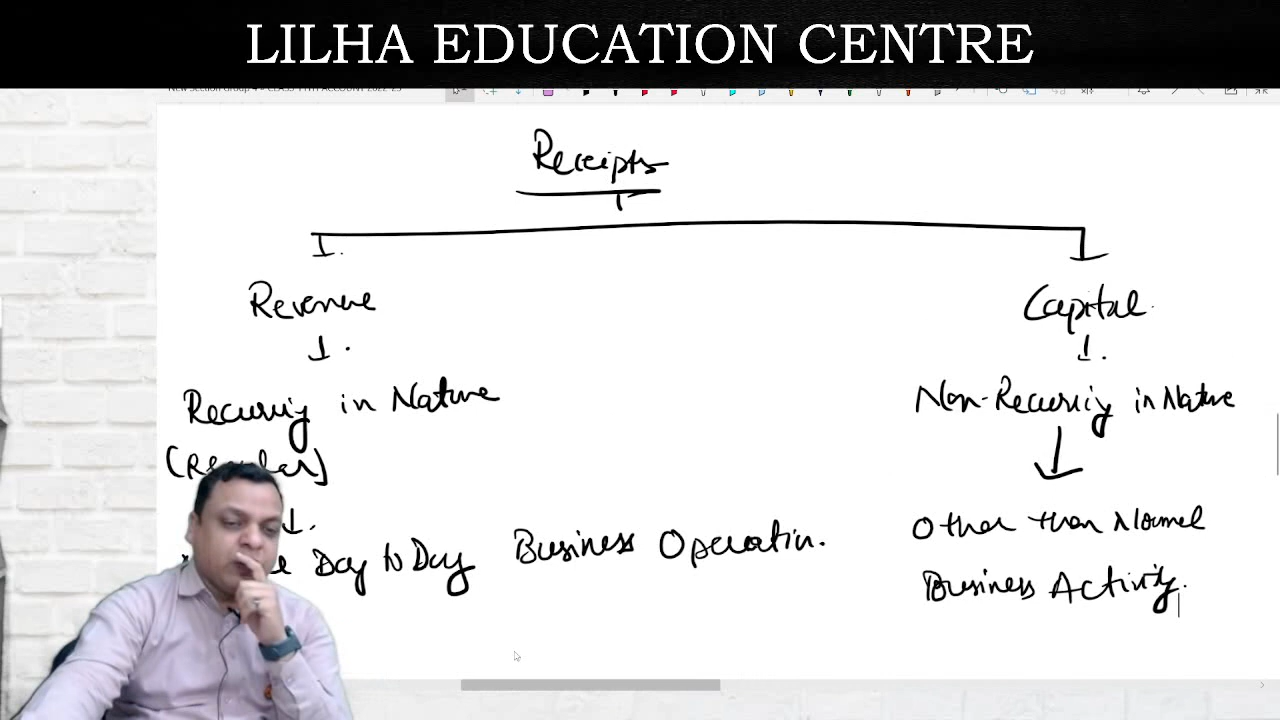 LILHA EDUCATION CENTRE
Receipts
Revenue
Capital
Recurring in Nature
Non-Recurring in Nature
Day to Day Business Operation.
Other than Normal
Business Activity.